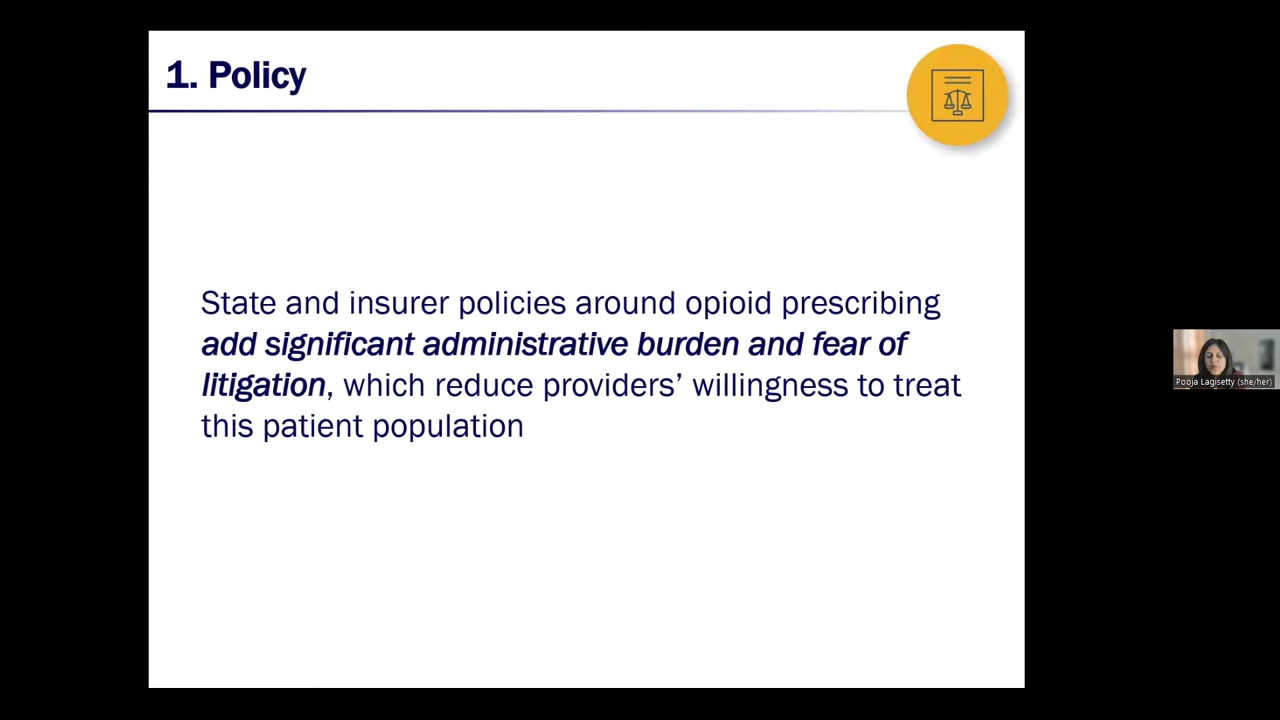 1. Policy
State and insurer policies around opioid prescribing
add significant administrative burden and fear of
litigation, which reduce providers’ willingness to treat
this patient population
Pooja Lagisetty (she/her)